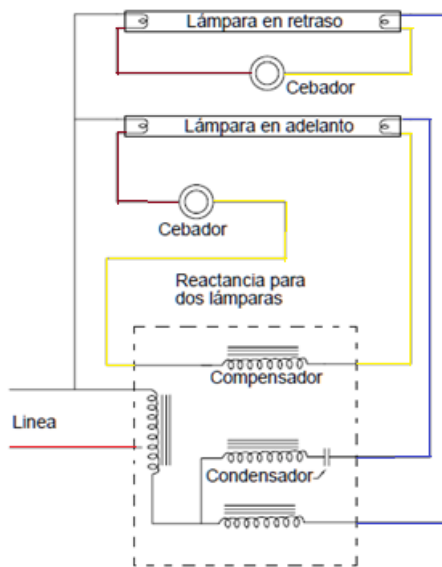 Lámpara en retraso
Cebador
Lámpara en adelanto
Cebador
Reactancia para
dos lámparas
Compensador
Linea
Condensador